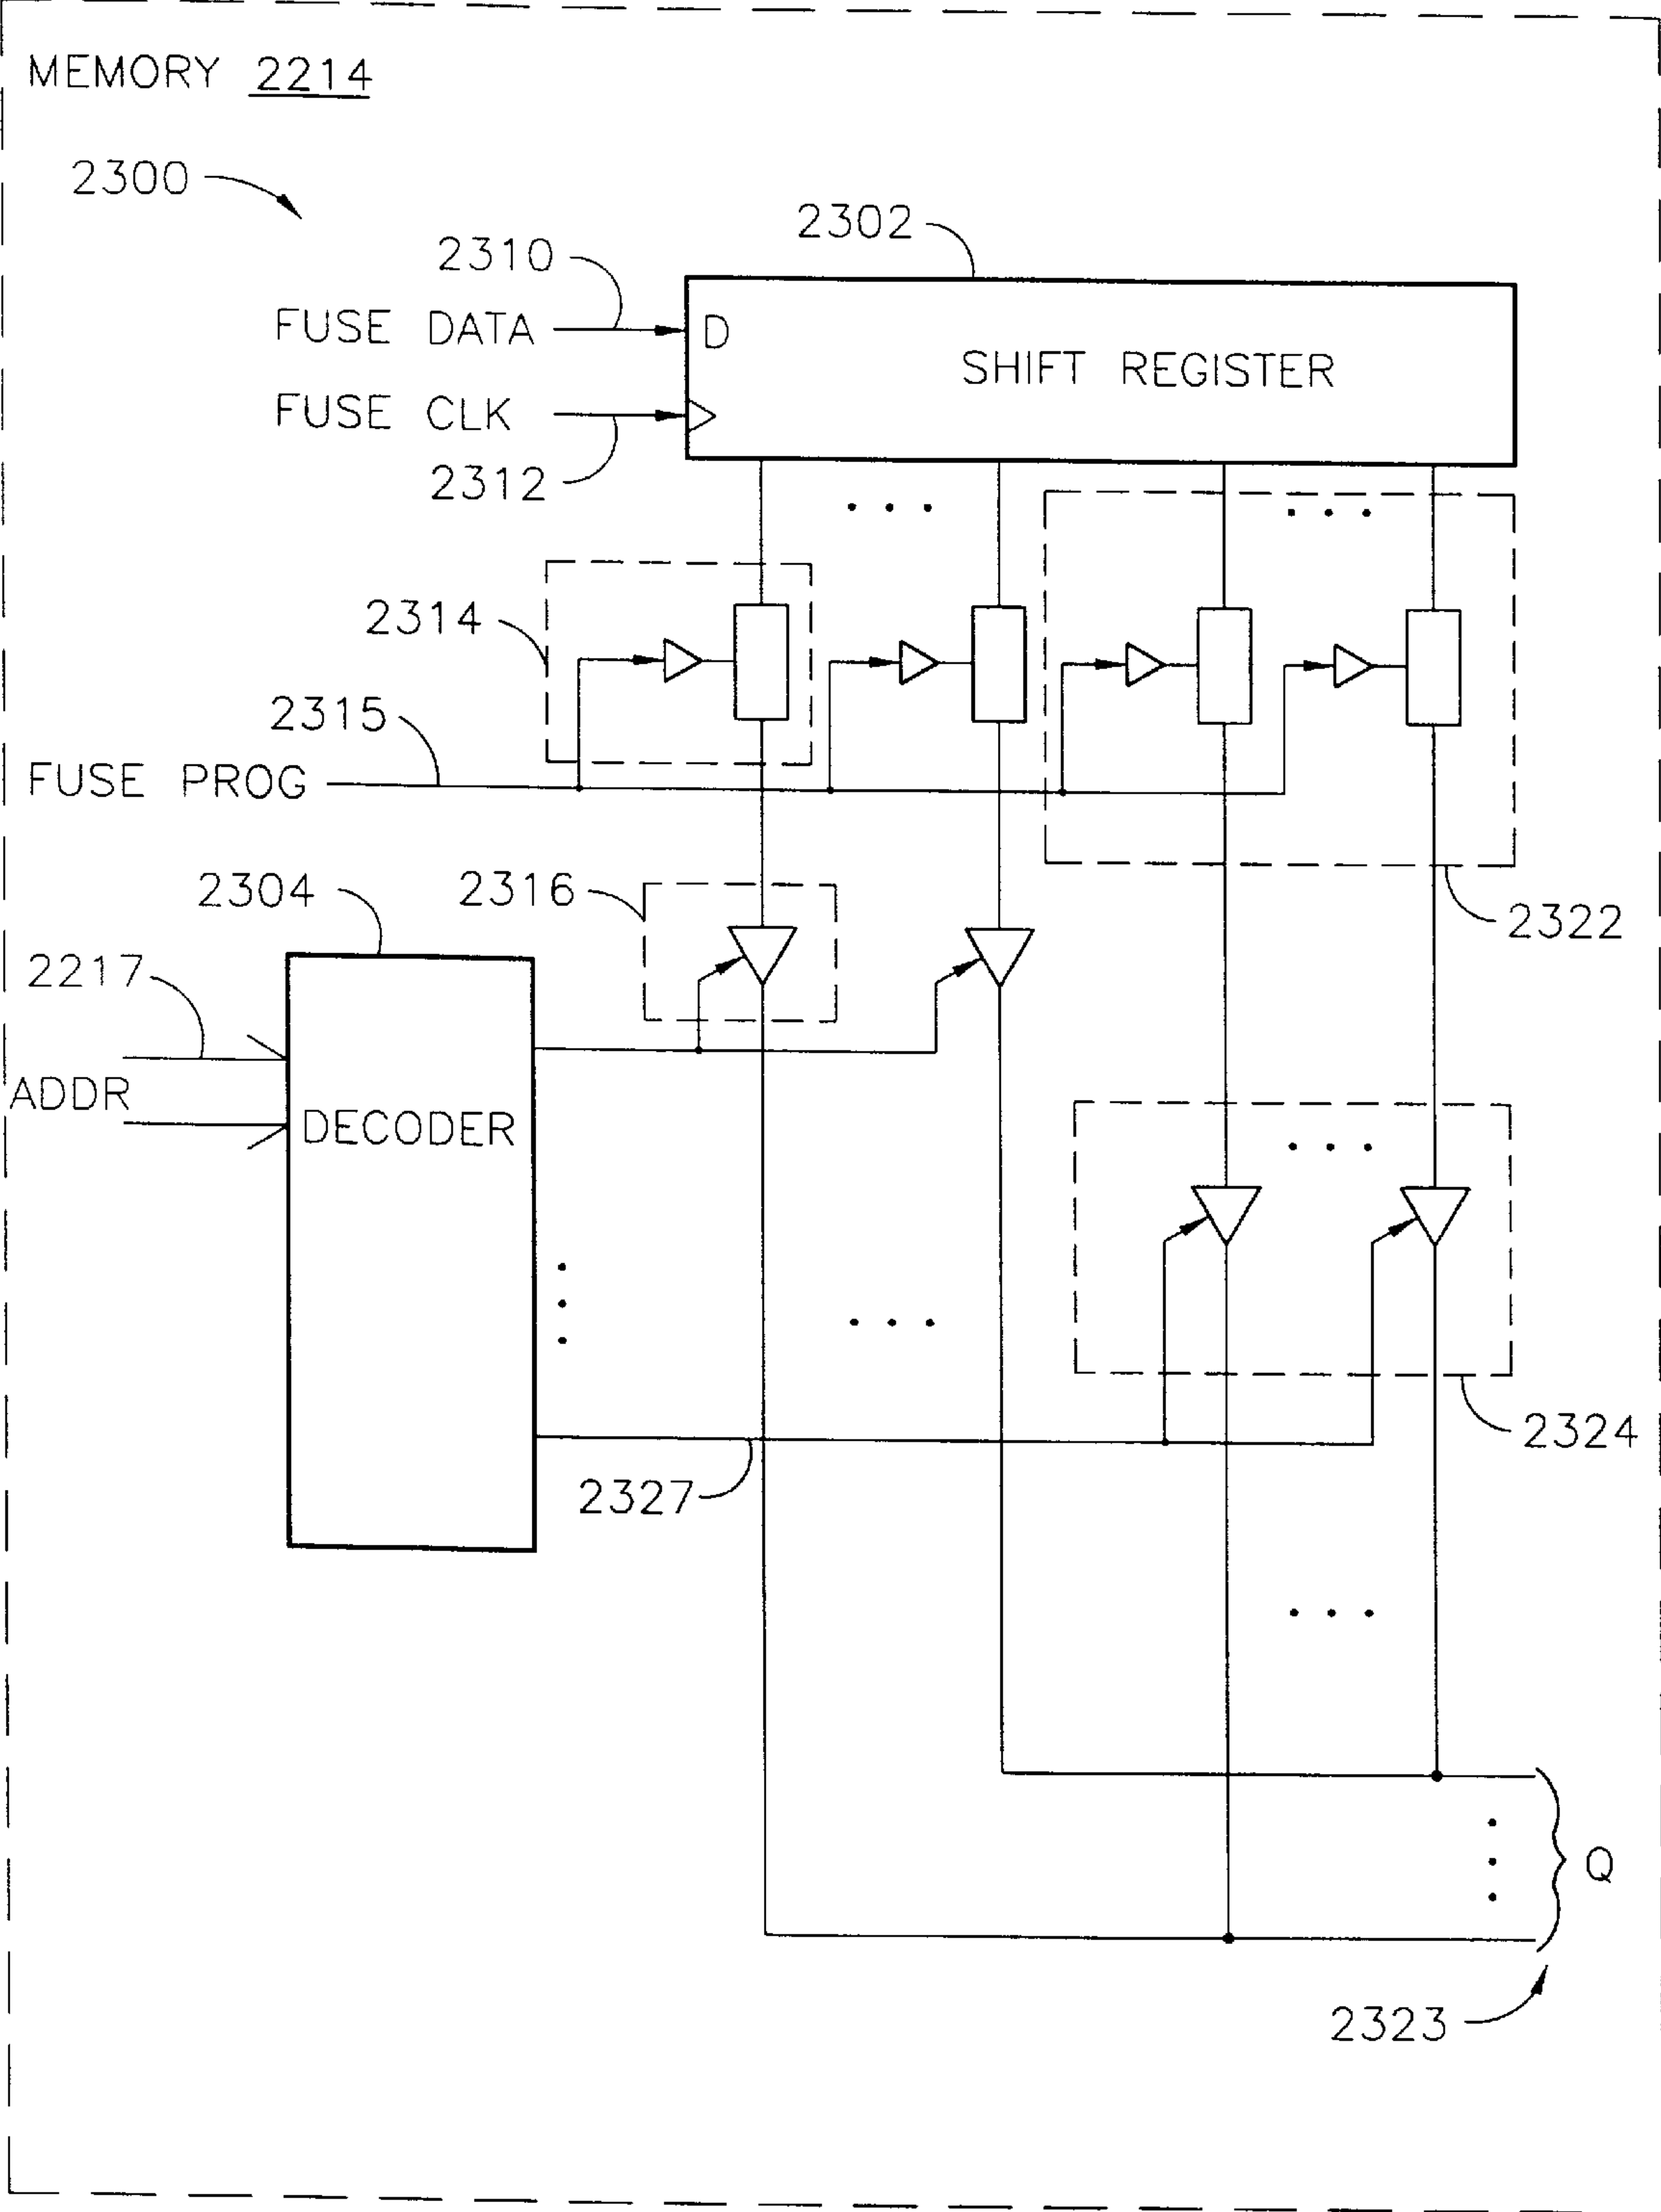 MEMORY 2214
2300
2302
2310
FUSE DATA
D
SHIFT REGISTER
FUSE CLK
2312
2314
2315
FUSE PROG
2304
2316
2322
2217
ADDR
DECODER
2324
2327
Q
2323